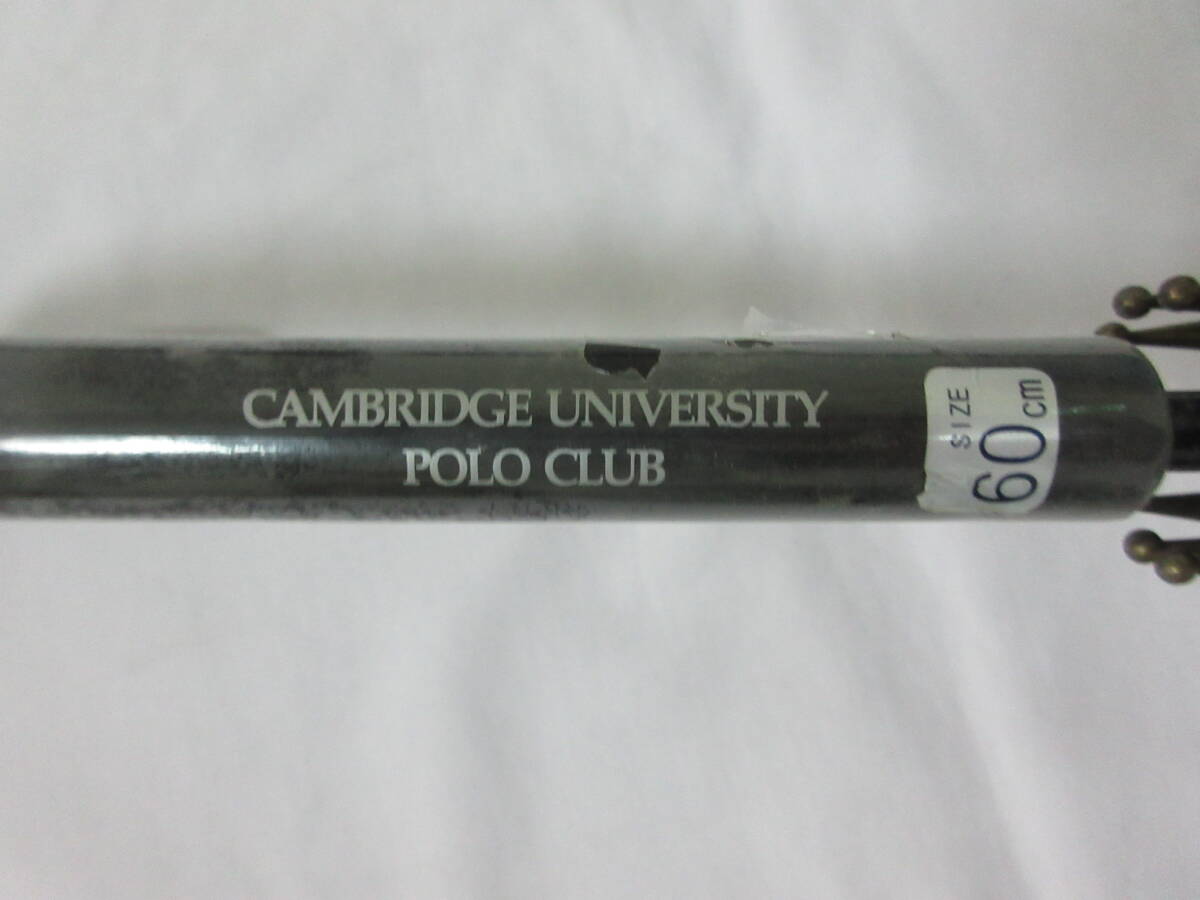 CAMBRIDGE UNIVERSITY
POLO CLUB
SIZE
60cm